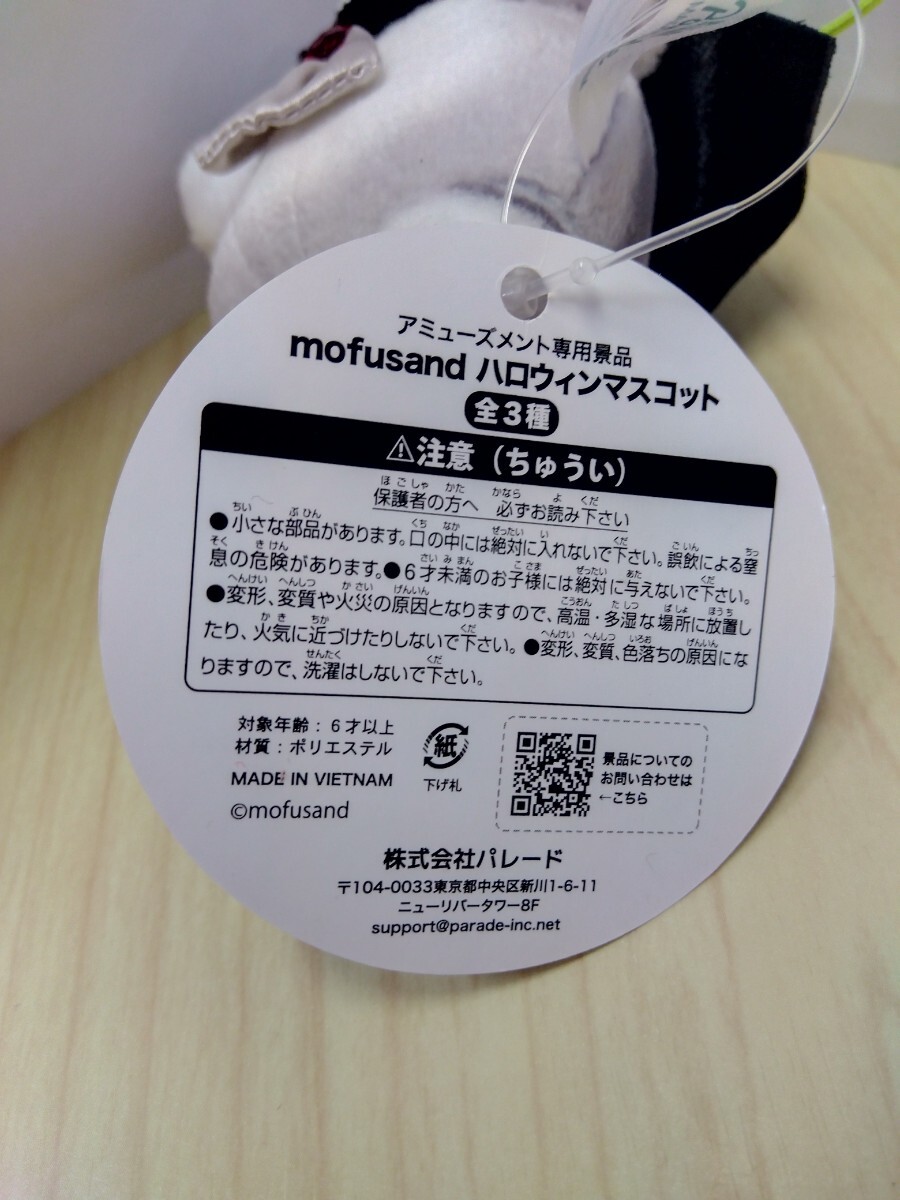 アミューズメント専用景品
mofusand ハロウィンマスコット
全3種
⚠注意（ちゅうい）
保護者の方へ 必ずお読み下さい
●小さな部品があります。口の中には絶対に入れないで下さい。誤飲による窒
息の危険があります。●6才未満のお子様には絶対に与えないで下さい。
●変形、変質や火災の原因となりますので、高温・多湿な場所に放置し
たり、火気に近づけたりしないで下さい。●変形、変質、色落ちの原因にな
りますので、洗濯はしないで下さい。
対象年齢：6才以上
材質：ポリエステル
MADE IN VIETNAM
©mofusand
紙
下げ札
景品についての
お問い合わせは
←こちら
株式会社パレード
〒104-0033東京都中央区新川1-6-11
ニューリバータワー8F
support@parade-inc.net